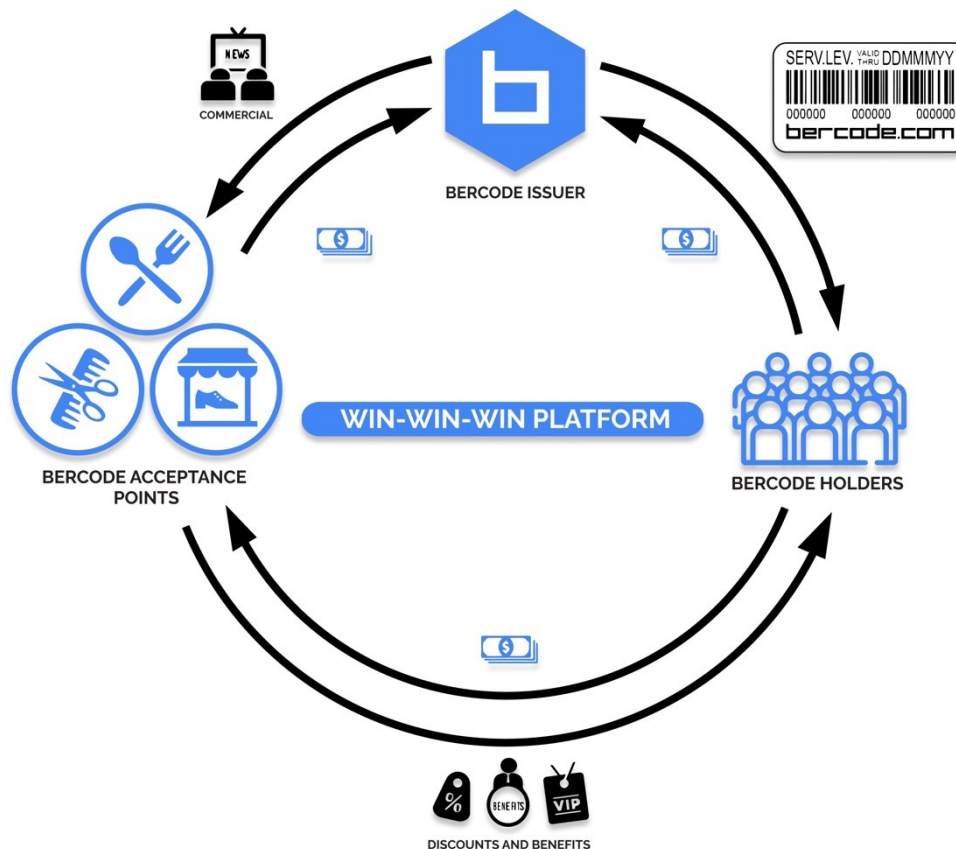 NEWS
COMMERCIAL
b
BERCODE ISSUER
SERV.LEV. VALID THRU DDMMMYY
000000 000000 000000
bercode.com
WIN-WIN-WIN PLATFORM
BERCODE ACCEPTANCE
POINTS
BERCODE HOLDERS
$
$
$
%
BENEFITS
VIP
DISCOUNTS AND BENEFITS